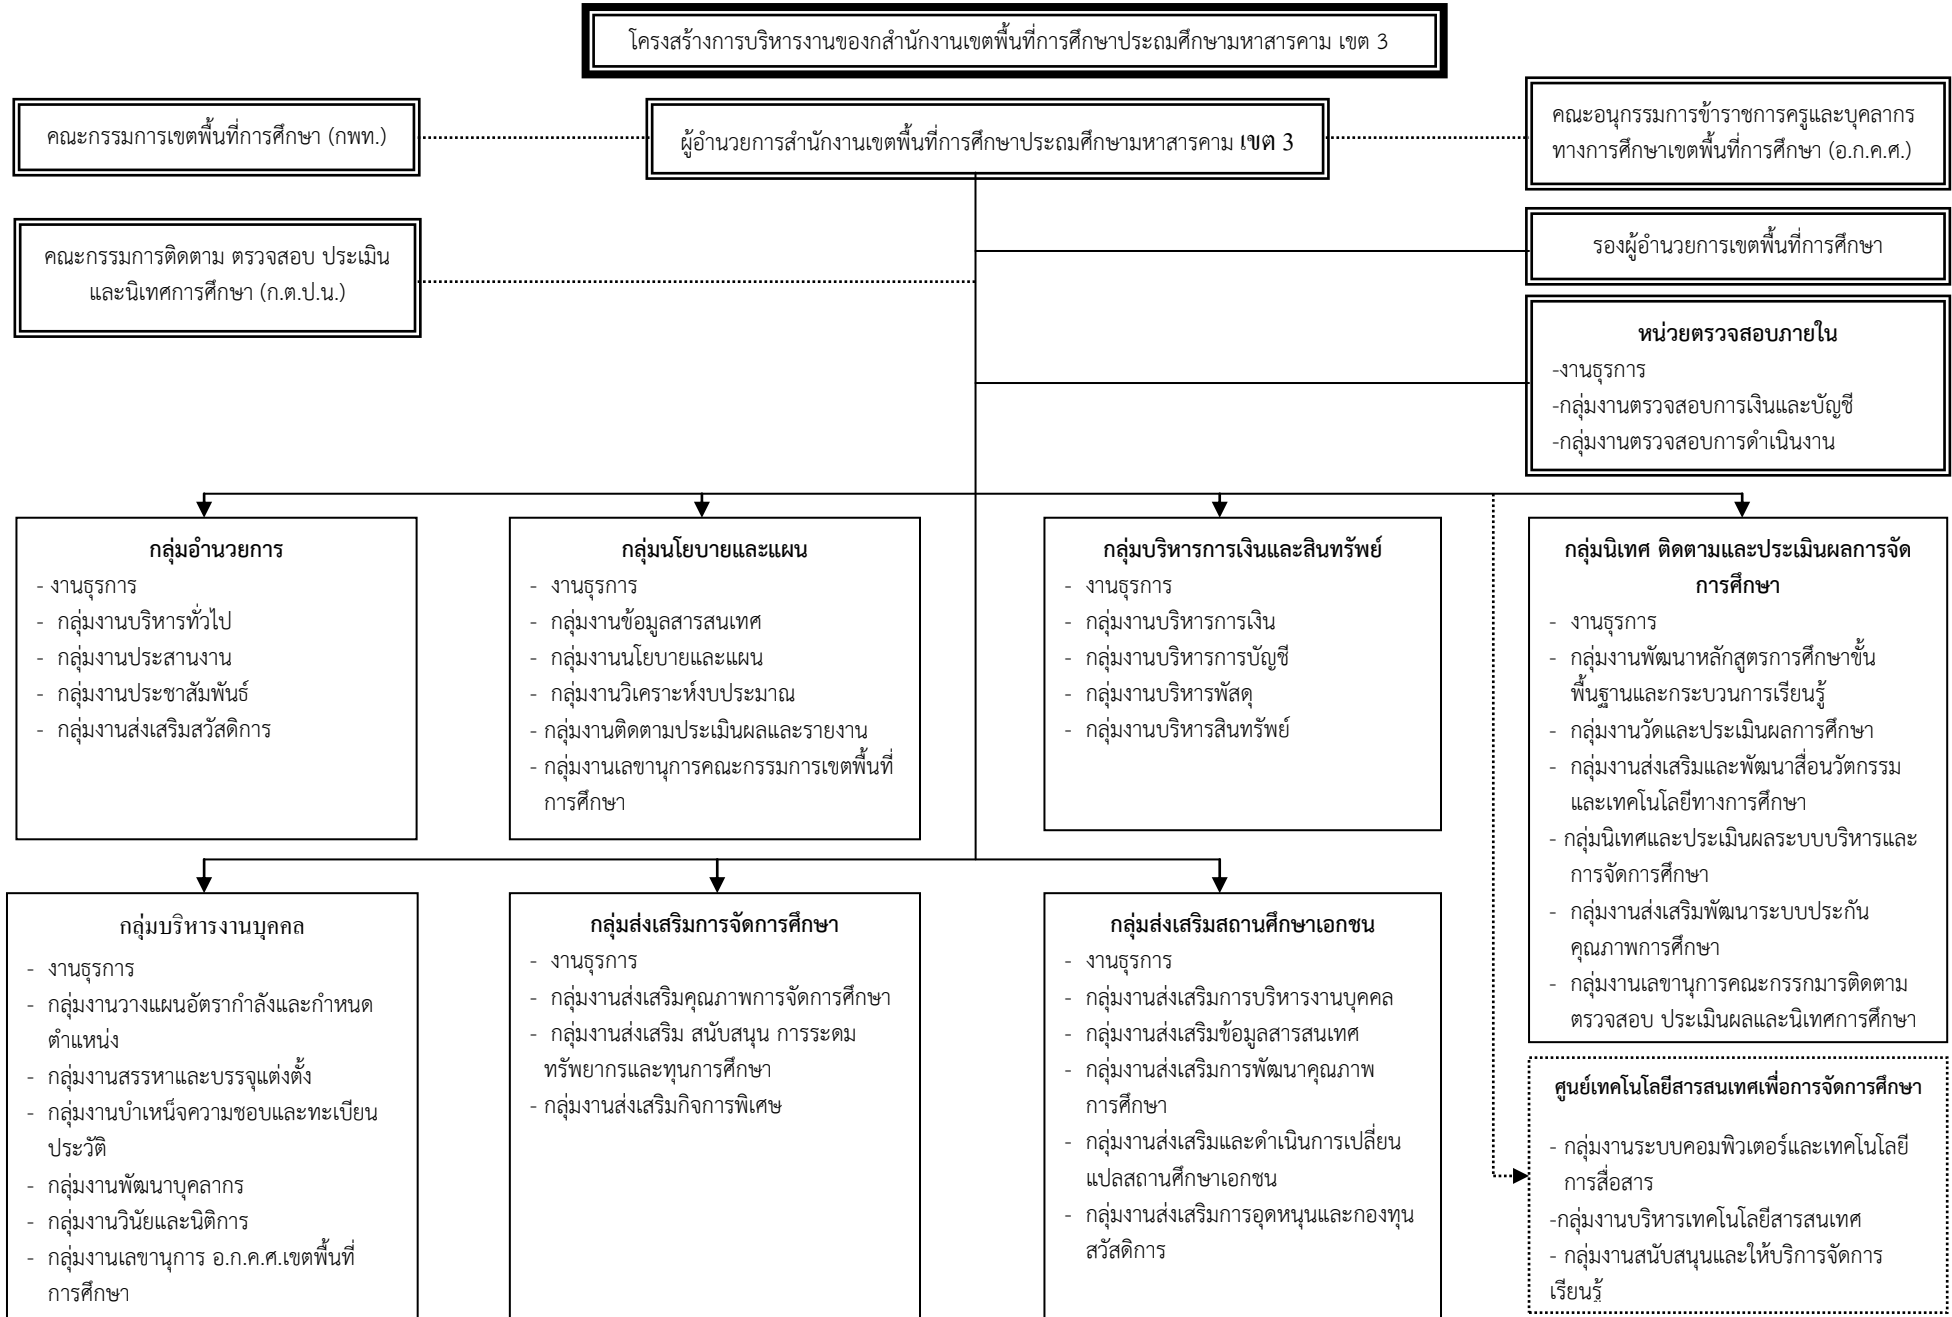 โครงสร้างการบริหารงานของกสำนักงานเขตพื้นที่การศึกษาประถมศึกษามหาสารคาม เขต 3
คณะกรรมการเขตพื้นที่การศึกษา (กพท.)
ผู้อำนวยการสำนักงานเขตพื้นที่การศึกษาประถมศึกษามหาสารคาม เขต 3
คณะอนุกรรมการข้าราชการครูและบุคลากร
ทางการศึกษาเขตพื้นที่การศึกษา (อ.ก.ค.ศ.)
คณะกรรมการติดตาม ตรวจสอบ ประเมิน
และนิเทศการศึกษา (ก.ต.ป.น.)
รองผู้อำนวยการเขตพื้นที่การศึกษา
หน่วยตรวจสอบภายใน
-งานธุรการ
-กลุ่มงานตรวจสอบการเงินและบัญชี
-กลุ่มงานตรวจสอบการดำเนินงาน
กลุ่มอำนวยการ
- งานธุรการ
- กลุ่มงานบริหารทั่วไป
- กลุ่มงานประสานงาน
- กลุ่มงานประชาสัมพันธ์
- กลุ่มงานส่งเสริมสวัสดิการ
กลุ่มนโยบายและแผน
- งานธุรการ
- กลุ่มงานข้อมูลสารสนเทศ
- กลุ่มงานนโยบายและแผน
- กลุ่มงานวิเคราะห์งบประมาณ
- กลุ่มงานติดตามประเมินผลและรายงาน
- กลุ่มงานเลขานุการคณะกรรมการเขตพื้นที่
การศึกษา
กลุ่มบริหารการเงินและสินทรัพย์
- งานธุรการ
- กลุ่มงานบริหารการเงิน
- กลุ่มงานบริหารการบัญชี
- กลุ่มงานบริหารพัสดุ
- กลุ่มงานบริหารสินทรัพย์
กลุ่มนิเทศ ติดตามและประเมินผลการจัด
การศึกษา
- งานธุรการ
- กลุ่มงานพัฒนาหลักสูตรการศึกษาขั้น
พื้นฐานและกระบวนการเรียนรู้
- กลุ่มงานวัดและประเมินผลการศึกษา
- กลุ่มงานส่งเสริมและพัฒนาสื่อนวัตกรรม
และเทคโนโลยีทางการศึกษา
- กลุ่มนิเทศและประเมินผลระบบบริหารและ
การจัดการศึกษา
- กลุ่มงานส่งเสริมพัฒนาระบบประกัน
คุณภาพการศึกษา
- กลุ่มงานเลขานุการคณะกรรกมารติดตาม
ตรวจสอบ ประเมินผลและนิเทศการศึกษา
กลุ่มบริหารงานบุคคล
- งานธุรการ
- กลุ่มงานวางแผนอัตรากำลังและกำหนด
ตำแหน่ง
- กลุ่มงานสรรหาและบรรจุแต่งตั้ง
- กลุ่มงานบำเหน็จความชอบและทะเบียน
ประวัติ
- กลุ่มงานพัฒนาบุคลากร
- กลุ่มงานวินัยและนิติการ
- กลุ่มงานเลขานุการ อ.ก.ค.ศ.เขตพื้นที่
การศึกษา
กลุ่มส่งเสริมการจัดการศึกษา
- งานธุรการ
- กลุ่มงานส่งเสริมคุณภาพการจัดการศึกษา
- กลุ่มงานส่งเสริม สนับสนุน การระดม
ทรัพยากรและทุนการศึกษา
- กลุ่มงานส่งเสริมกิจการพิเศษ
กลุ่มส่งเสริมสถานศึกษาเอกชน
- งานธุรการ
- กลุ่มงานส่งเสริมการบริหารงานบุคคล
- กลุ่มงานส่งเสริมข้อมูลสารสนเทศ
- กลุ่มงานส่งเสริมการพัฒนาคุณภาพ
การศึกษา
- กลุ่มงานส่งเสริมและดำเนินการเปลี่ยน
แปลสถานศึกษาเอกชน
- กลุ่มงานส่งเสริมการอุดหนุนและกองทุน
สวัสดิการ
ศูนย์เทคโนโลยีสารสนเทศเพื่อการจัดการศึกษา
- กลุ่มงานระบบคอมพิวเตอร์และเทคโนโลยี
การสื่อสาร
-กลุ่มงานบริหารเทคโนโลยีสารสนเทศ
- กลุ่มงานสนับสนุนและให้บริการจัดการ
เรียนรู้